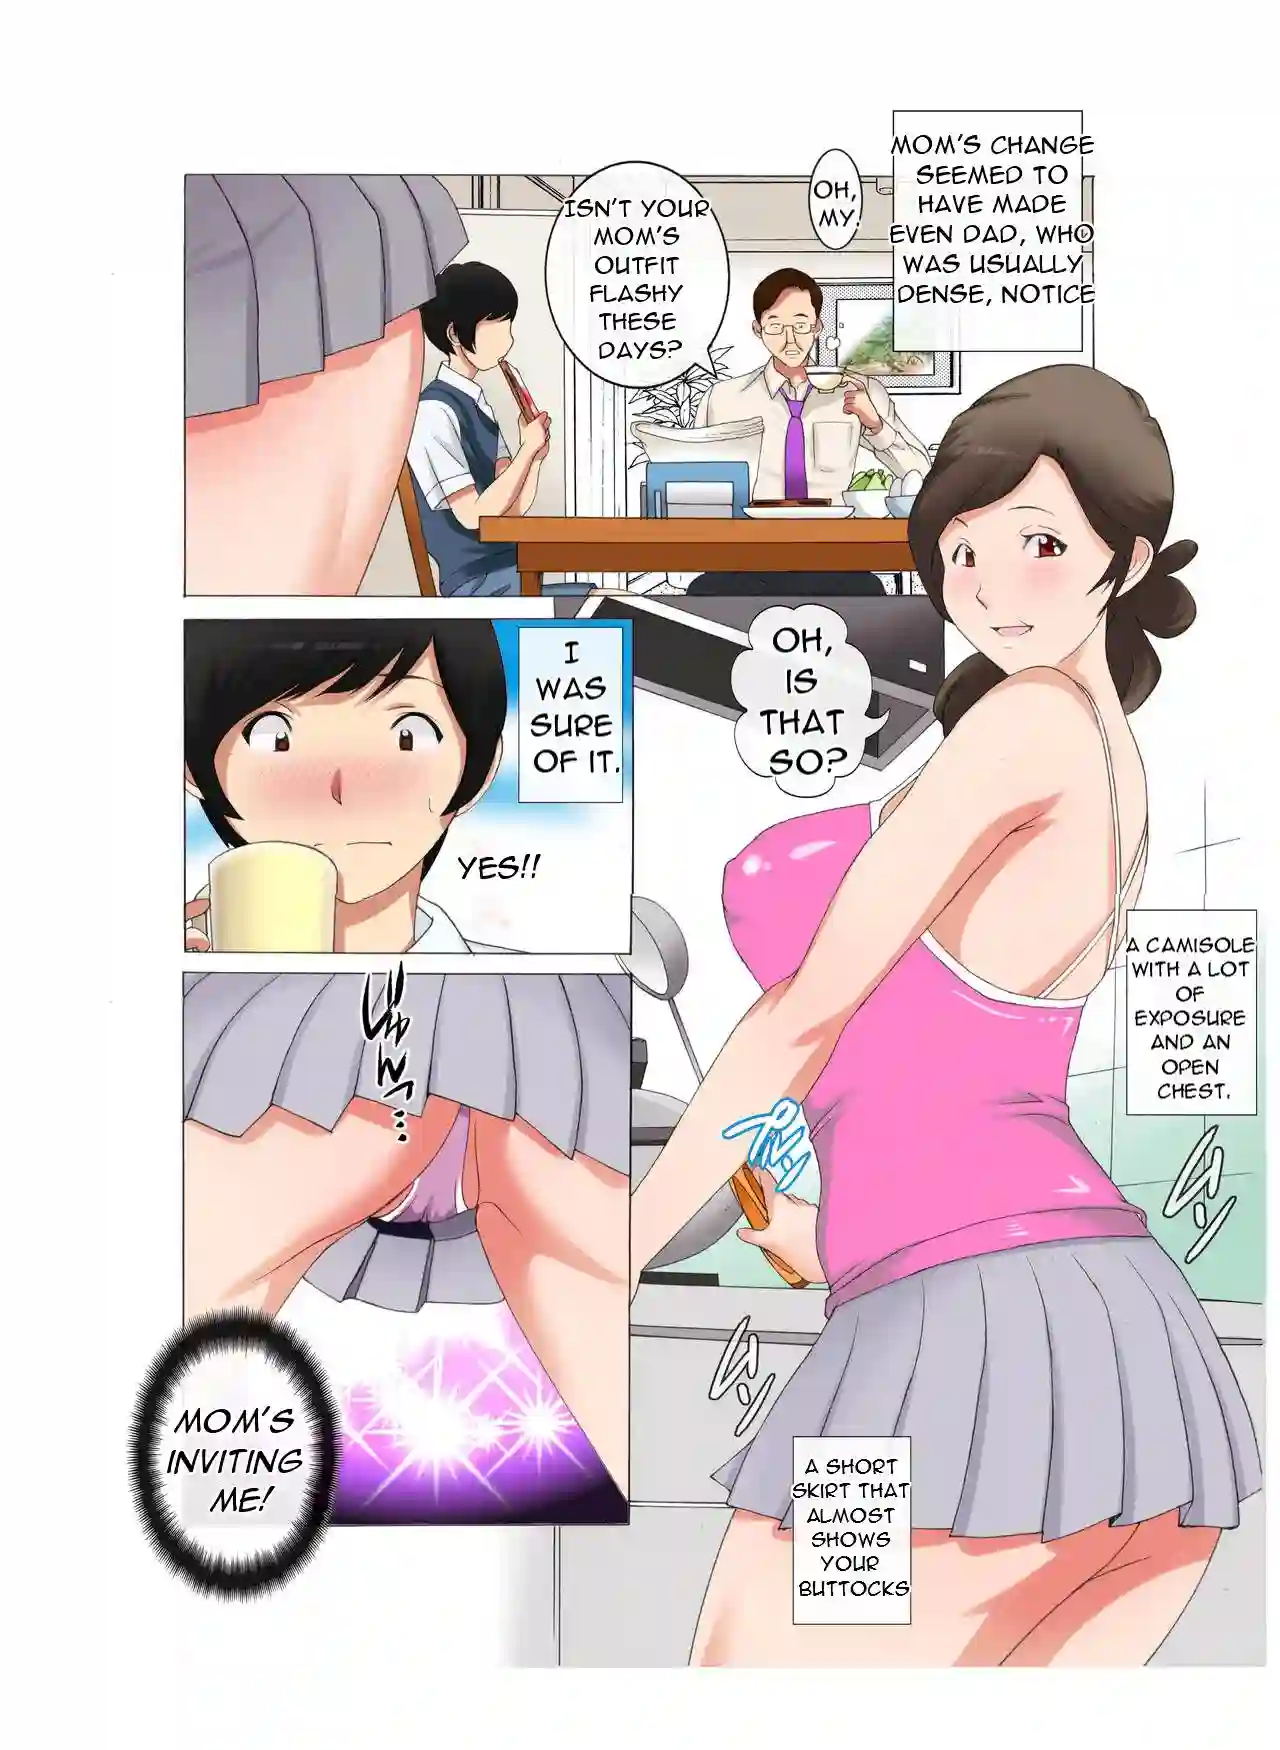 MOM'S CHANGE
SEEMED TO
HAVE MADE
EVEN DAD, WHO
WAS USUALLY
DENSE, NOTICE
OH,
MY.
ISN'T YOUR
MOM'S
OUTFIT
FLASHY
THESE
DAYS?
OH,
IS
THAT
SO?
A CAMISOLE
WITH A LOT
OF
EXPOSURE
AND AN
OPEN
CHEST.
A SHORT
SKIRT THAT
ALMOST
SHOWS
YOUR
BUTTOCKS
I
WAS
SURE
OF IT.
YES!!
MOM'S
INVITING
ME!